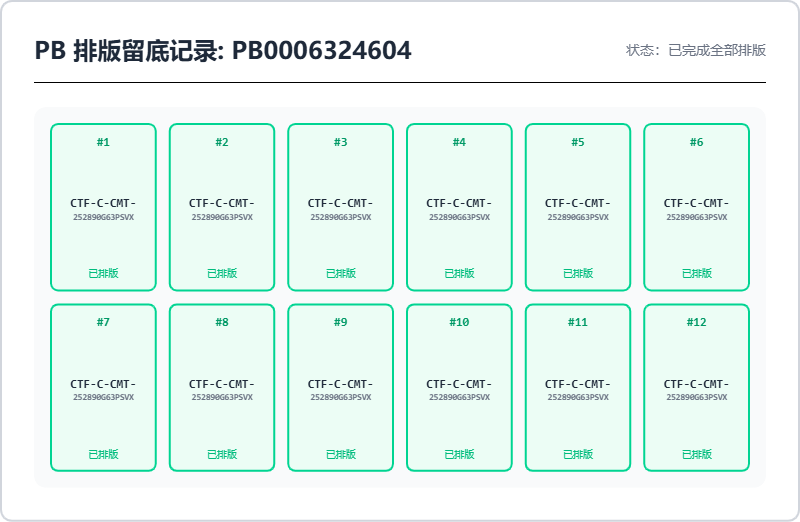 PB 排版留底记录: PB0006324604
状态：已完成全部排版
#1
CTF-C-CMT-
252890G63PSVX
已排版
#2
CTF-C-CMT-
252890G63PSVX
已排版
#3
CTF-C-CMT-
252890G63PSVX
已排版
#4
CTF-C-CMT-
252890G63PSVX
已排版
#5
CTF-C-CMT-
252890G63PSVX
已排版
#6
CTF-C-CMT-
252890G63PSVX
已排版
#7
CTF-C-CMT-
252890G63PSVX
已排版
#8
CTF-C-CMT-
252890G63PSVX
已排版
#9
CTF-C-CMT-
252890G63PSVX
已排版
#10
CTF-C-CMT-
252890G63PSVX
已排版
#11
CTF-C-CMT-
252890G63PSVX
已排版
#12
CTF-C-CMT-
252890G63PSVX
已排版